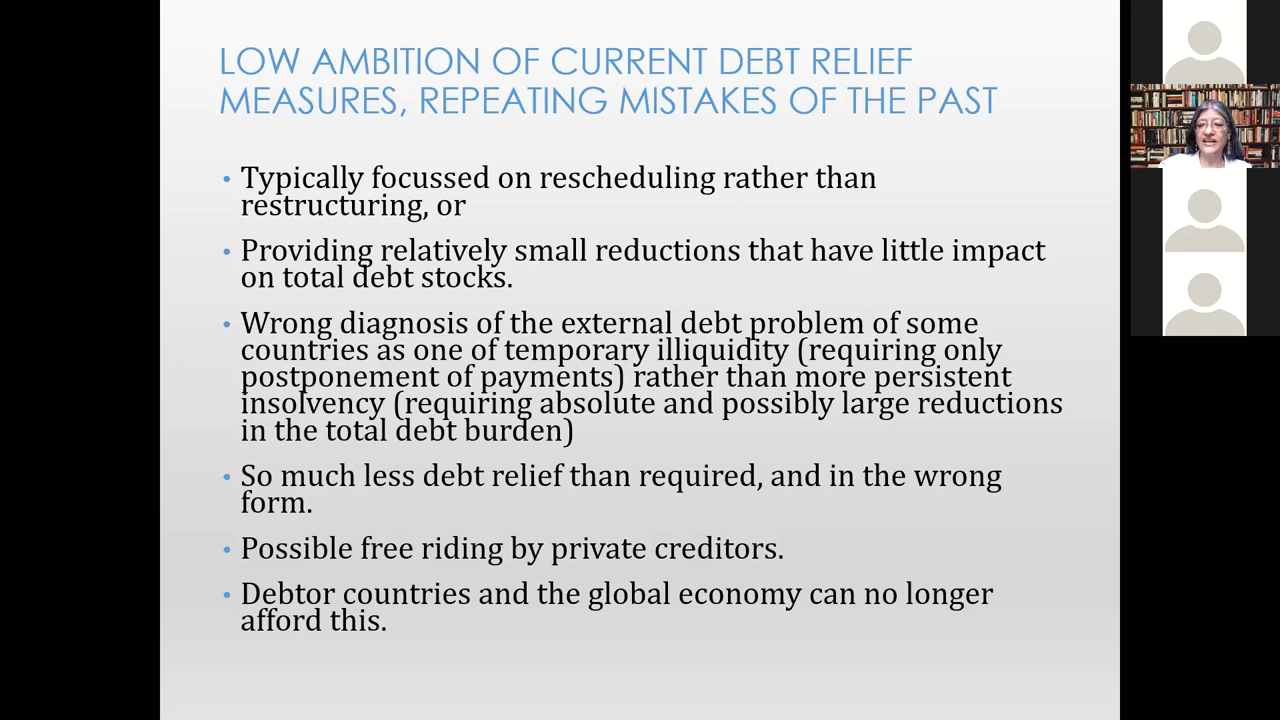 LOW AMBITION OF CURRENT DEBT RELIEF
MEASURES, REPEATING MISTAKES OF THE PAST
• Typically focussed on rescheduling rather than
restructuring, or
• Providing relatively small reductions that have little impact
on total debt stocks.
• Wrong diagnosis of the external debt problem of some
countries as one of temporary illiquidity (requiring only
postponement of payments) rather than more persistent
insolvency (requiring absolute and possibly large reductions
in the total debt burden)
• So much less debt relief than required, and in the wrong
form.
• Possible free riding by private creditors.
• Debtor countries and the global economy can no longer
afford this.